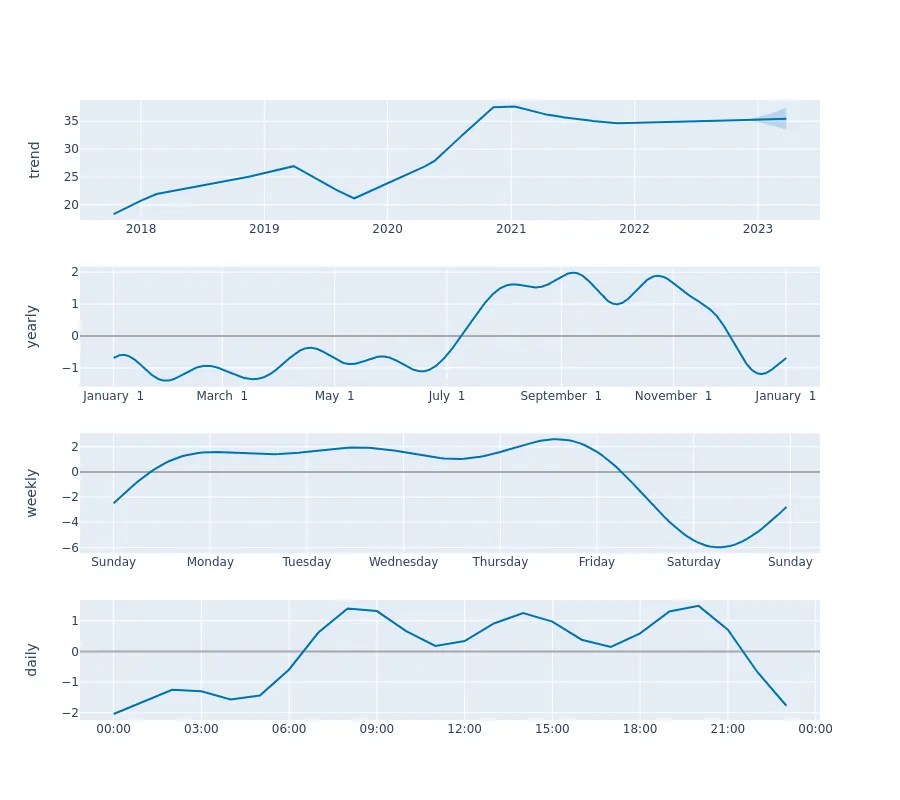 trend
35
30
25
20
2018 2019 2020 2021 2022 2023
yearly
2
1
0
−1
January 1 March 1 May 1 July 1 September 1 November 1 January 1
weekly
2
0
−2
−4
−6
Sunday Monday Tuesday Wednesday Thursday Friday Saturday Sunday
daily
1
0
−1
−2
00:00 03:00 06:00 09:00 12:00 15:00 18:00 21:00 00:00